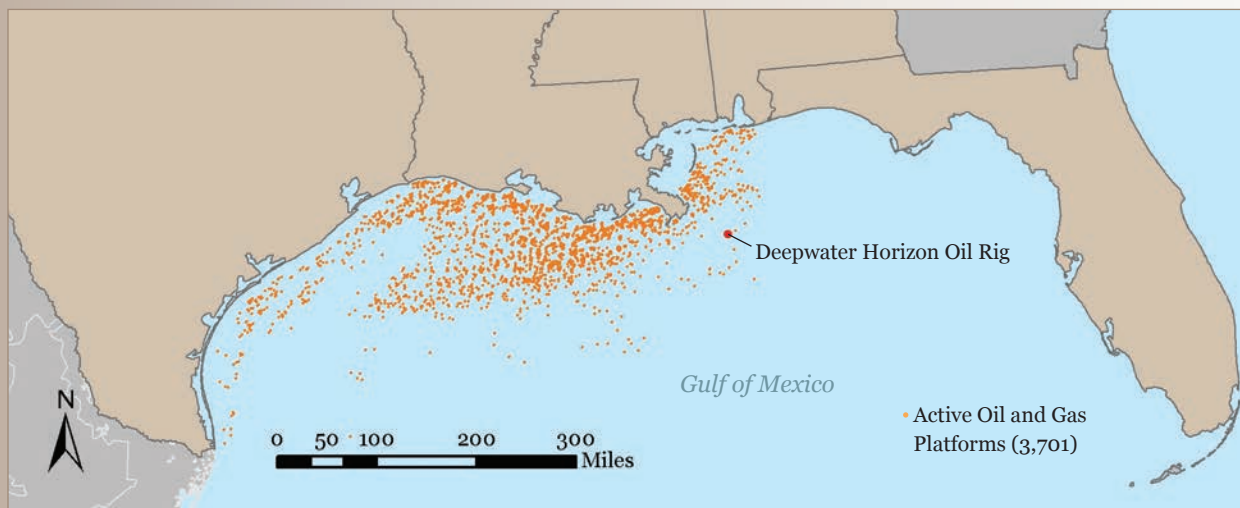 Deepwater Horizon Oil Rig
Gulf of Mexico
N
Active Oil and Gas
Platforms (3,701)
0 50 100 200 300
Miles